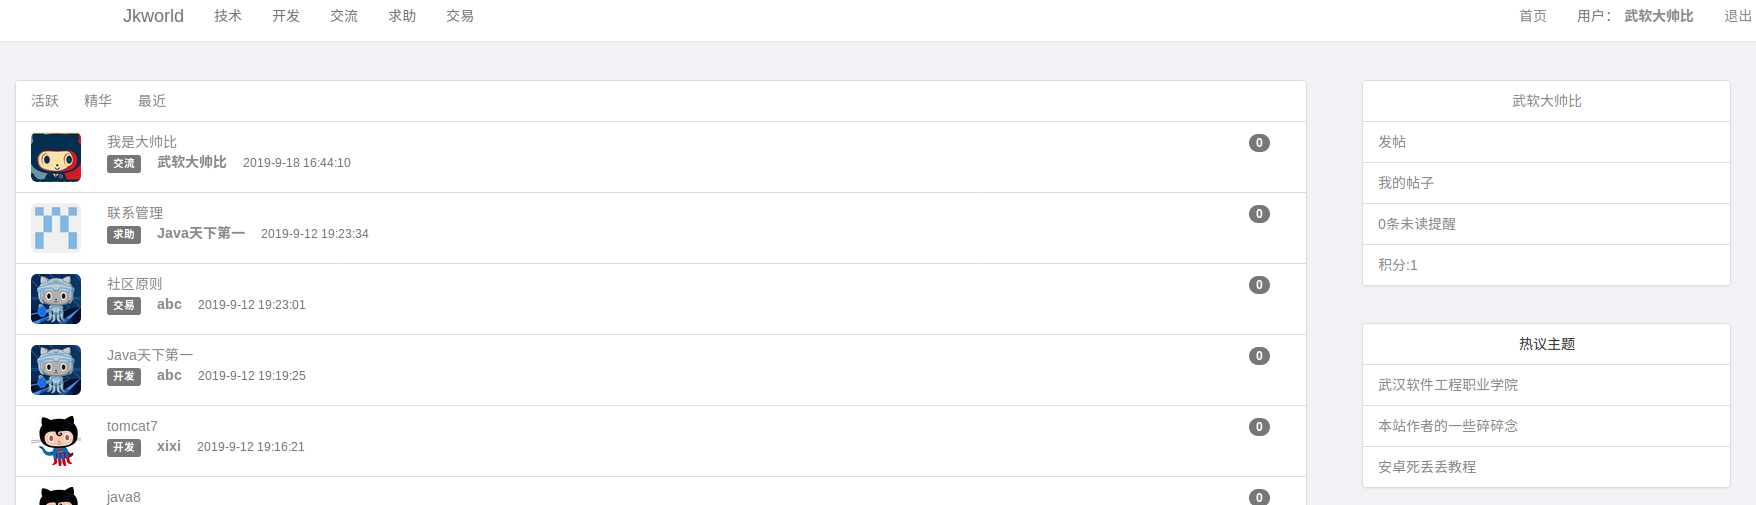 Jkworld 技术 开发 交流 求助 交易 首页 用户： 武软大帅比 退出
活跃 精华 最近
我是大帅比 0
交流 武软大帅比 2019-9-18 16:44:10
联系管理 0
求助 Java天下第一 2019-9-12 19:23:34
社区原则 0
交易 abc 2019-9-12 19:23:01
Java天下第一 0
开发 abc 2019-9-12 19:19:25
tomcat7 0
开发 xixi 2019-9-12 19:16:21
java8 0
武软大帅比
发帖
我的帖子
0条未读提醒
积分:1
热议主题
武汉软件工程职业学院
本站作者的一些碎碎念
安卓死丢丢教程